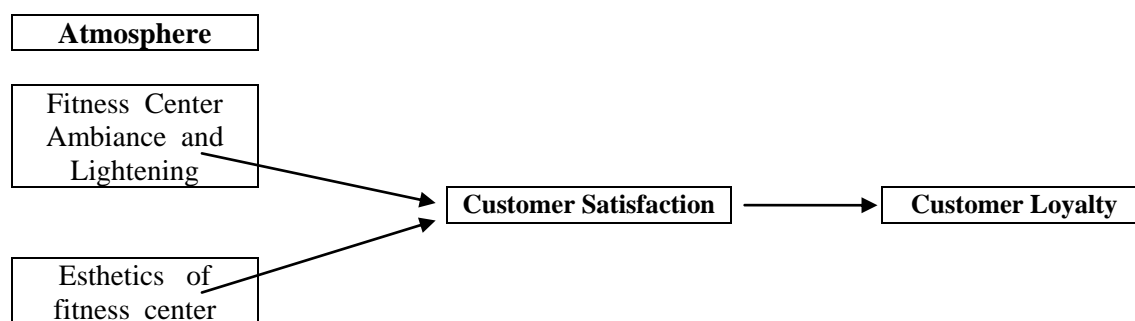 Atmosphere
Fitness Center
Ambiance and
Lightening
Customer Satisfaction
Customer Loyalty
Esthetics of
fitness center